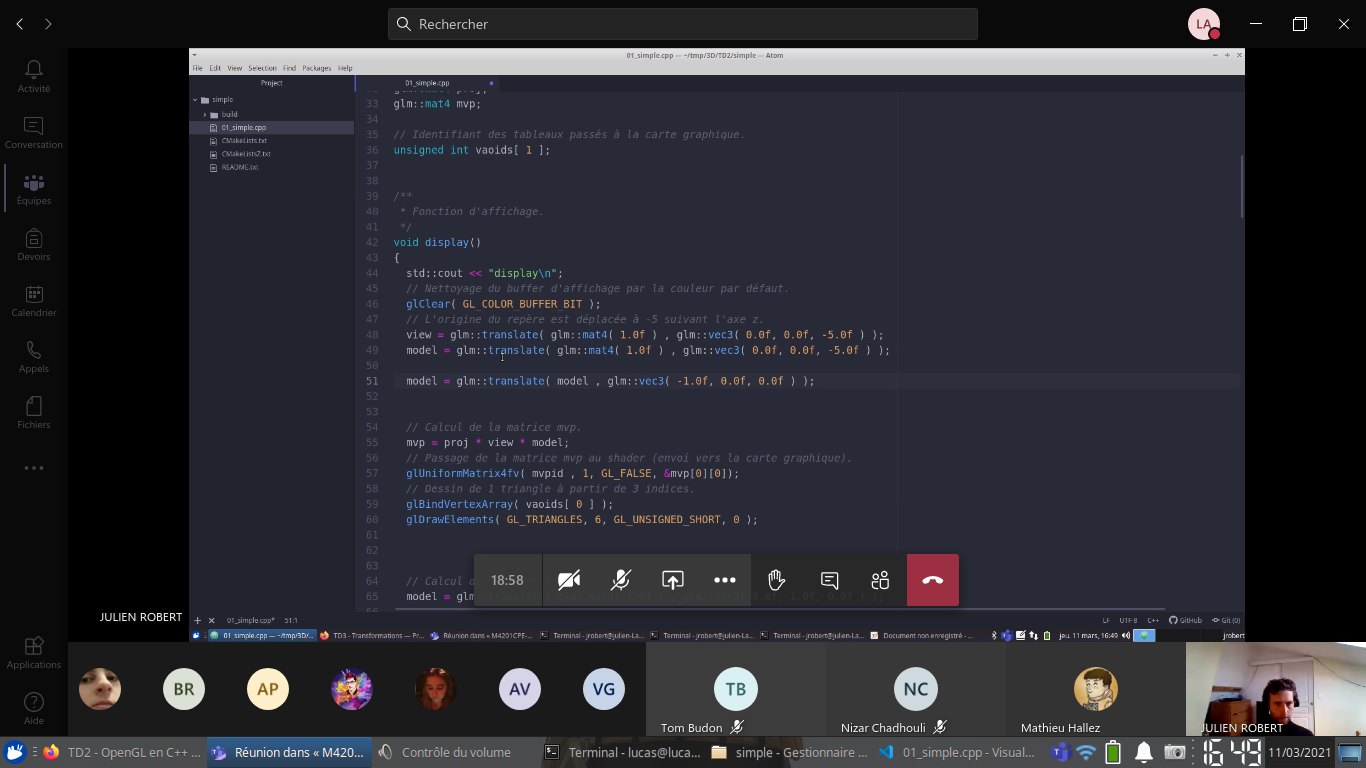 Rechercher
LA
01_simple.cpp — ~/tmp/3D/TD2/simple — Atom
File Edit View Selection Find Packages Help
Project
01_simple.cpp
simple
build
01_simple.cpp
CMakeLists.txt
CMakeLists2.txt
README.txt
33 glm::mat4 mvp;
34
35 // Identifiant des tableaux passés à la carte graphique.
36 unsigned int vaoids[ 1 ];
37
38
39 /**
40 * Fonction d'affichage.
41 */
42 void display()
43 {
44 std::cout << "display\n";
45 // Nettoyage du buffer d'affichage par la couleur par défaut.
46 glClear( GL_COLOR_BUFFER_BIT );
47 // L'origine du repère est déplacée à -5 suivant l'axe z.
48 view = glm::translate( glm::mat4( 1.0f ) , glm::vec3( 0.0f, 0.0f, -5.0f ) );
49 model = glm::translate( glm::mat4( 1.0f ) , glm::vec3( 0.0f, 0.0f, -5.0f ) );
50
51 model = glm::translate( model , glm::vec3( -1.0f, 0.0f, 0.0f ) );
52
53
54 // Calcul de la matrice mvp.
55 mvp = proj * view * model;
56 // Passage de la matrice mvp au shader (envoi vers la carte graphique).
57 glUniformMatrix4fv( mvpid , 1, GL_FALSE, &mvp[0][0]);
58 // Dessin de 1 triangle à partir de 3 indices.
59 glBindVertexArray( vaoids[ 0 ] );
60 glDrawElements( GL_TRIANGLES, 6, GL_UNSIGNED_SHORT, 0 );
61
62
63
64 // Calcul
65 model = glm
Activité
Conversation
Équipes
Devoirs
Calendrier
Appels
Fichiers
Applications
Aide
18:58
JULIEN ROBERT
01_simple.cpp* 51:1
LF UTF-8 C++ GitHub Git (0)
01_simple.cpp — ~/tmp/3D/... TD3 - Transformations — Pr... Réunion dans « M4201CPE-... Terminal - jrobert@julien-La... Terminal - jrobert@julien-La... Terminal - jrobert@julien-La... Document non enregistré - ... jeu. 11 mars, 16:49 jrobert
BR AP AV VG TB NC
Tom Budon Nizar Chadhouli Mathieu Hallez JULIEN ROBERT
TD2 - OpenGL en C++ ... Réunion dans « M420... Contrôle du volume Terminal - lucas@luca... simple - Gestionnaire ... 01_simple.cpp - Visual... 16 49 11/03/2021